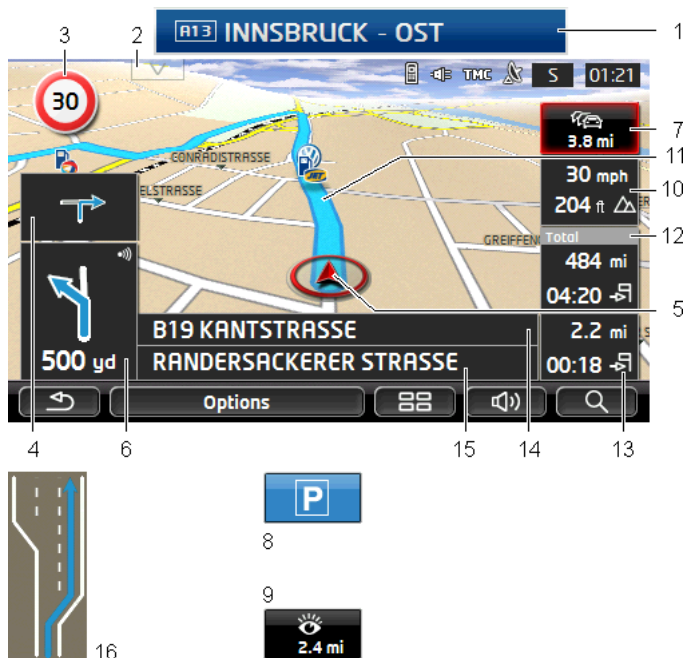 A13 INNSBRUCK - OST
1
3
2
TMC
S
01:21
30
3.8 mi
7
11
CONRADISTRASSE
JET
30 mph
10
ELSTRASSE
204 ft
GREIFFEN
Total
12
484 mi
04:20
5
B19 KANTSTRASSE
2.2 mi
500 yd
RANDERSACKERER STRASSE
00:18
Options
4
6
15
14
13
P
8
9
2.4 mi
16